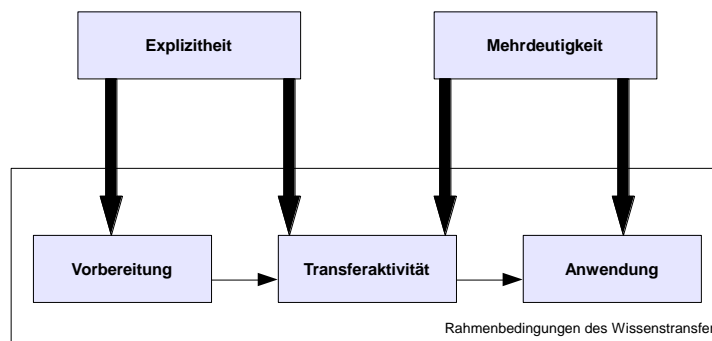 Explizitheit
Mehrdeutigkeit
Vorbereitung
Transferaktivität
Anwendung
Rahmenbedingungen des Wissenstransfer